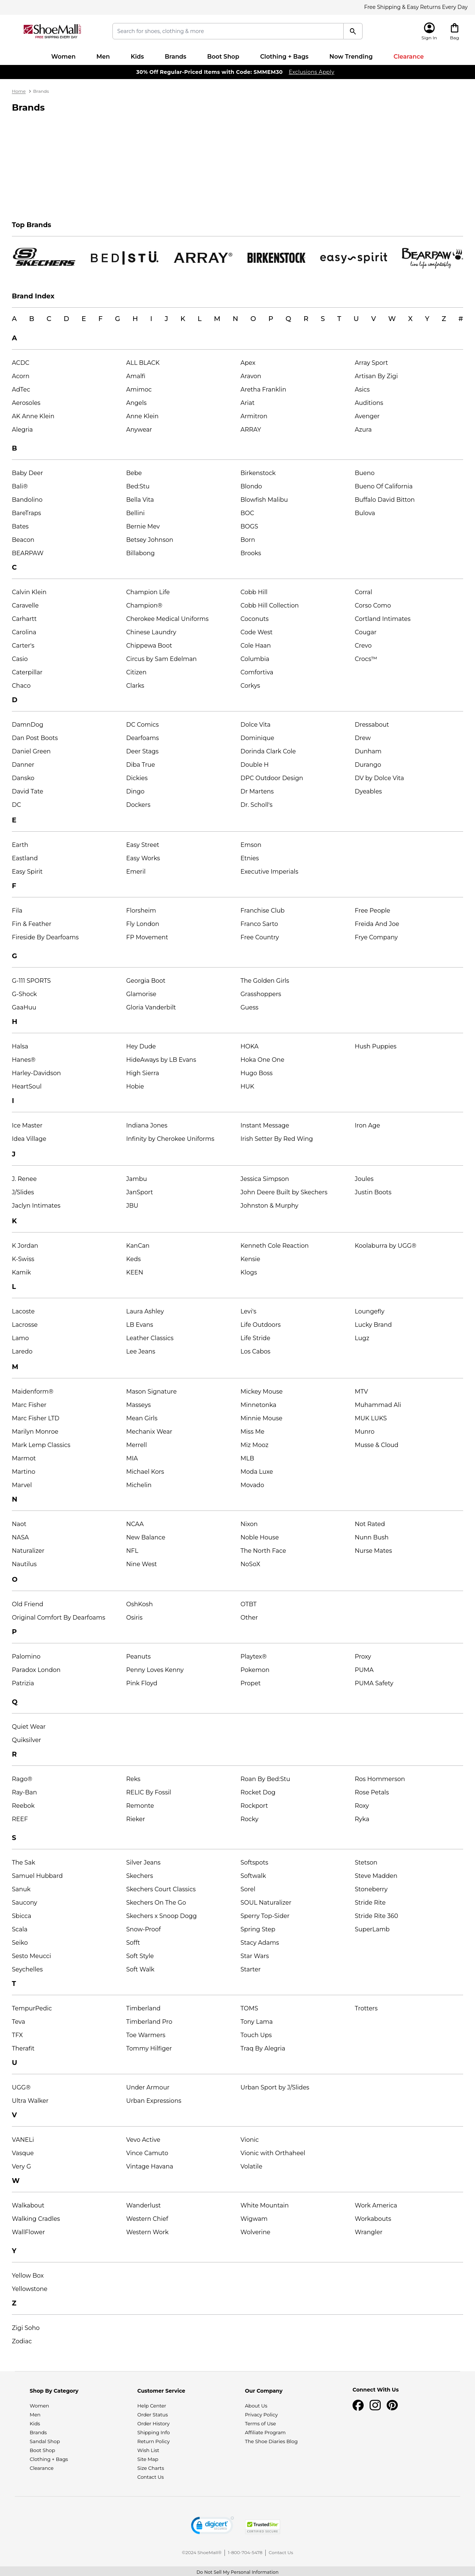 Free Shipping & Easy Returns Every Day
ShoeMall
FREE SHIPPING EVERY DAY
Search for shoes, clothing & more
Sign In
Bag
Women Men Kids Brands Boot Shop Clothing + Bags Now Trending Clearance
30% Off Regular-Priced Items with Code: SMMEM30 Exclusions Apply
Home > Brands
Brands
Top Brands
SKECHERS BED|STÜ ARRAY® BIRKENSTOCK easy~spirit BEARPAW
live life comfortably
Brand Index
A B C D E F G H I J K L M N O P Q R S T U V W X Y Z #
A
ACDC ALL BLACK Apex Array Sport
Acorn Amalfi Aravon Artisan By Zigi
AdTec Amimoc Aretha Franklin Asics
Aerosoles Angels Ariat Auditions
AK Anne Klein Anne Klein Armitron Avenger
Alegria Anywear ARRAY Azura
B
Baby Deer Bebe Birkenstock Bueno
Bali® Bed:Stu Blondo Bueno Of California
Bandolino Bella Vita Blowfish Malibu Buffalo David Bitton
BareTraps Bellini BOC Bulova
Bates Bernie Mev BOGS
Beacon Betsey Johnson Born
BEARPAW Billabong Brooks
C
Calvin Klein Champion Life Cobb Hill Corral
Caravelle Champion® Cobb Hill Collection Corso Como
Carhartt Cherokee Medical Uniforms Coconuts Cortland Intimates
Carolina Chinese Laundry Code West Cougar
Carter's Chippewa Boot Cole Haan Crevo
Casio Circus by Sam Edelman Columbia Crocs™
Caterpillar Citizen Comfortiva
Chaco Clarks Corkys
D
DamnDog DC Comics Dolce Vita Dressabout
Dan Post Boots Dearfoams Dominique Drew
Daniel Green Deer Stags Dorinda Clark Cole Dunham
Danner Diba True Double H Durango
Dansko Dickies DPC Outdoor Design DV by Dolce Vita
David Tate Dingo Dr Martens Dyeables
DC Dockers Dr. Scholl's
E
Earth Easy Street Emson
Eastland Easy Works Etnies
Easy Spirit Emeril Executive Imperials
F
Fila Florsheim Franchise Club Free People
Fin & Feather Fly London Franco Sarto Freida And Joe
Fireside By Dearfoams FP Movement Free Country Frye Company
G
G-111 SPORTS Georgia Boot The Golden Girls
G-Shock Glamorise Grasshoppers
GaaHuu Gloria Vanderbilt Guess
H
Halsa Hey Dude HOKA Hush Puppies
Hanes® HideAways by LB Evans Hoka One One
Harley-Davidson High Sierra Hugo Boss
HeartSoul Hobie HUK
I
Ice Master Indiana Jones Instant Message Iron Age
Idea Village Infinity by Cherokee Uniforms Irish Setter By Red Wing
J
J. Renee Jambu Jessica Simpson Joules
J/Slides JanSport John Deere Built by Skechers Justin Boots
Jaclyn Intimates JBU Johnston & Murphy
K
K Jordan KanCan Kenneth Cole Reaction Koolaburra by UGG®
K-Swiss Keds Kensie
Kamik KEEN Klogs
L
Lacoste Laura Ashley Levi's Loungefly
Lacrosse LB Evans Life Outdoors Lucky Brand
Lamo Leather Classics Life Stride Lugz
Laredo Lee Jeans Los Cabos
M
Maidenform® Mason Signature Mickey Mouse MTV
Marc Fisher Masseys Minnetonka Muhammad Ali
Marc Fisher LTD Mean Girls Minnie Mouse MUK LUKS
Marilyn Monroe Mechanix Wear Miss Me Munro
Mark Lemp Classics Merrell Miz Mooz Musse & Cloud
Marmot MIA MLB
Martino Michael Kors Moda Luxe
Marvel Michelin Movado
N
Naot NCAA Nixon Not Rated
NASA New Balance Noble House Nunn Bush
Naturalizer NFL The North Face Nurse Mates
Nautilus Nine West NoSoX
O
Old Friend OshKosh OTBT
Original Comfort By Dearfoams Osiris Other
P
Palomino Peanuts Playtex® Proxy
Paradox London Penny Loves Kenny Pokemon PUMA
Patrizia Pink Floyd Propet PUMA Safety
Q
Quiet Wear
Quiksilver
R
Rago® Reks Roan By Bed:Stu Ros Hommerson
Ray-Ban RELIC By Fossil Rocket Dog Rose Petals
Reebok Remonte Rockport Roxy
REEF Rieker Rocky Ryka
S
The Sak Silver Jeans Softspots Stetson
Samuel Hubbard Skechers Softwalk Steve Madden
Sanuk Skechers Court Classics Sorel Stoneberry
Saucony Skechers On The Go SOUL Naturalizer Stride Rite
Sbicca Skechers x Snoop Dogg Sperry Top-Sider Stride Rite 360
Scala Snow-Proof Spring Step SuperLamb
Seiko Sofft Stacy Adams
Sesto Meucci Soft Style Star Wars
Seychelles Soft Walk Starter
T
TempurPedic Timberland TOMS Trotters
Teva Timberland Pro Tony Lama
TFX Toe Warmers Touch Ups
Therafit Tommy Hilfiger Traq By Alegria
U
UGG® Under Armour Urban Sport by J/Slides
Ultra Walker Urban Expressions
V
VANELi Vevo Active Vionic
Vasque Vince Camuto Vionic with Orthaheel
Very G Vintage Havana Volatile
W
Walkabout Wanderlust White Mountain Work America
Walking Cradles Western Chief Wigwam Workabouts
WallFlower Western Work Wolverine Wrangler
Y
Yellow Box
Yellowstone
Z
Zigi Soho
Zodiac
Shop By Category Customer Service Our Company Connect With Us
Women Help Center About Us
Men Order Status Privacy Policy
Kids Order History Terms of Use
Brands Shipping Info Affiliate Program
Sandal Shop Return Policy The Shoe Diaries Blog
Boot Shop Wish List
Clothing + Bags Site Map
Clearance Size Charts
Contact Us
digicert TrustedSite
CERTIFIED SECURE
©2024 ShoeMall® | 1-800-704-5478 | Contact Us
Do Not Sell My Personal Information